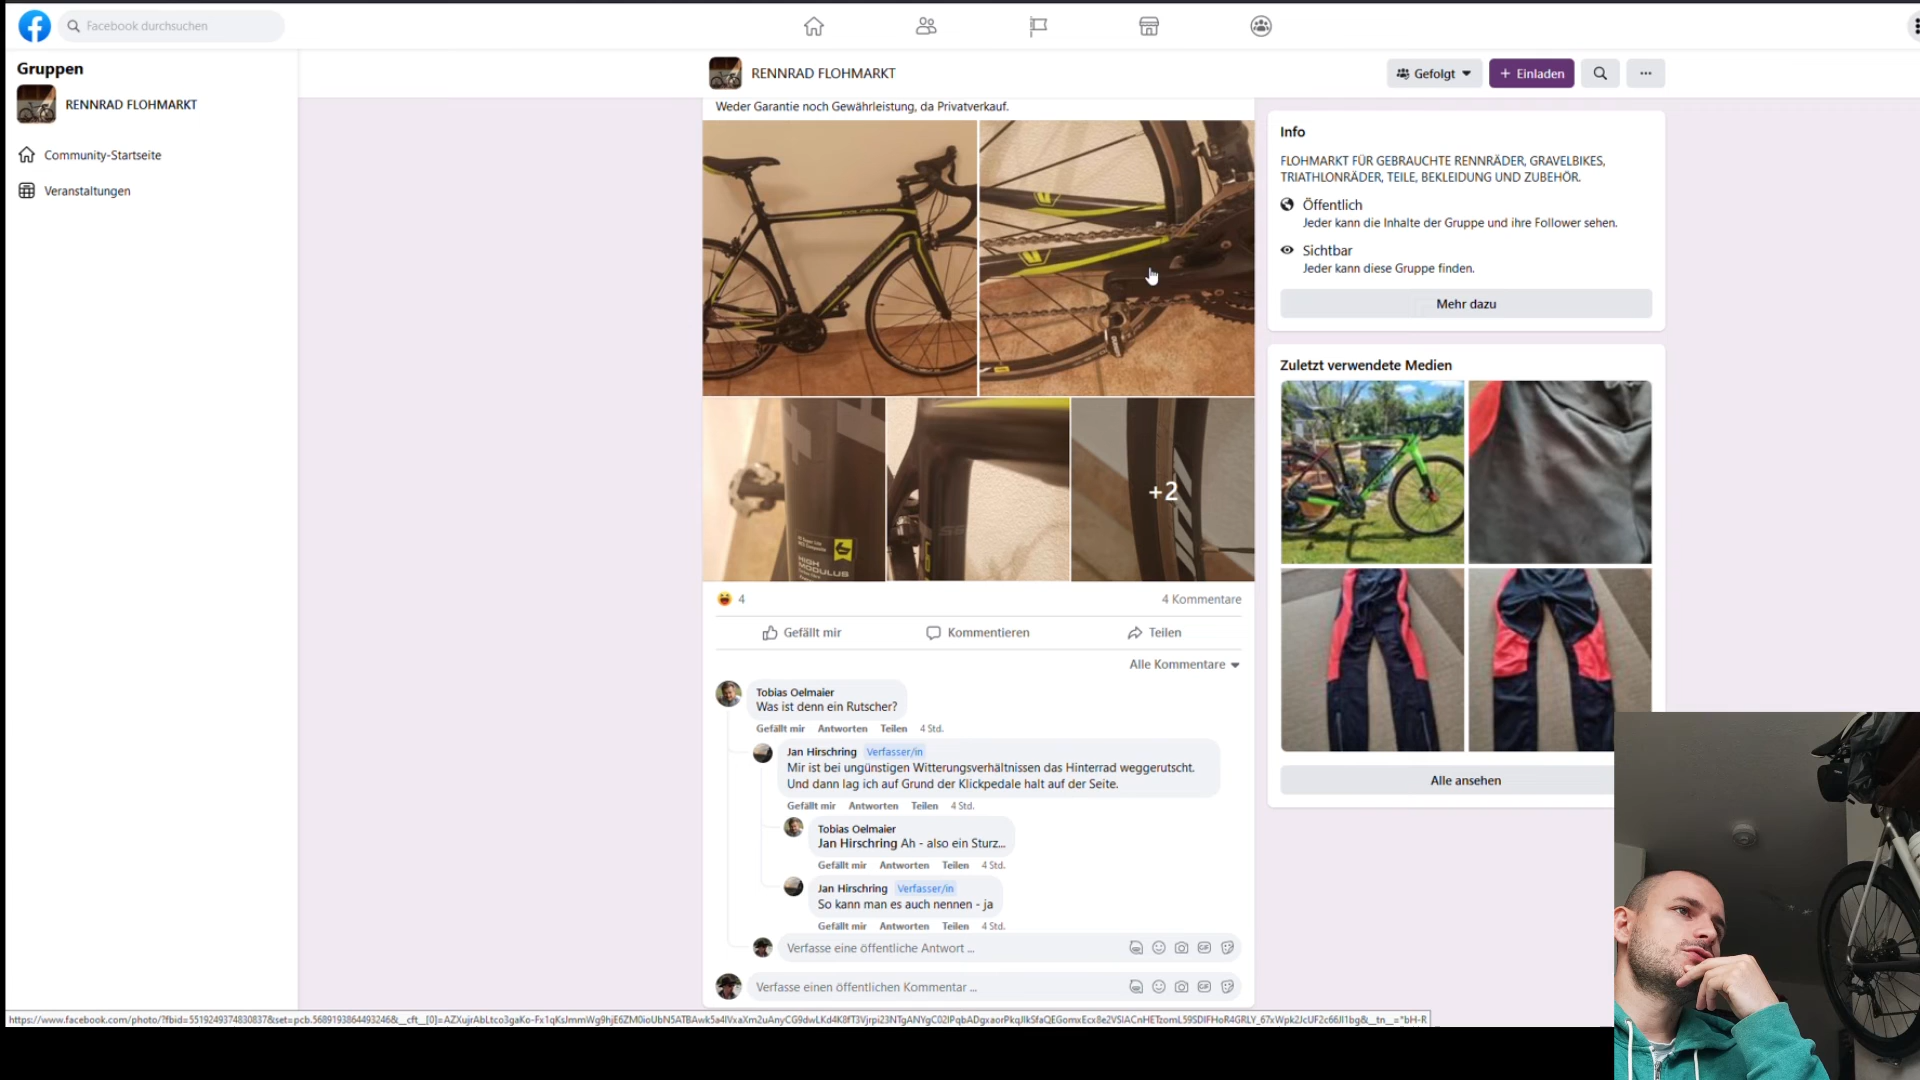 Facebook durchsuchen
Gruppen
RENNRAD FLOHMARKT
Community-Startseite
Veranstaltungen
RENNRAD FLOHMARKT
Gefolgt
+ Einladen
Weder Garantie noch Gewährleistung, da Privatverkauf.
HIGH
MODULUS
+2
4
4 Kommentare
Gefällt mir
Kommentieren
Teilen
Alle Kommentare
Tobias Oelmaier
Was ist denn ein Rutscher?
Gefällt mir Antworten Teilen 4 Std.
Jan Hirschring Verfasser/in
Mir ist bei ungünstigen Witterungsverhältnissen das Hinterrad weggerutscht.
Und dann lag ich auf Grund der Klickpedale halt auf der Seite.
Gefällt mir Antworten Teilen 4 Std.
Tobias Oelmaier
Jan Hirschring Ah - also ein Sturz...
Gefällt mir Antworten Teilen 4 Std.
Jan Hirschring Verfasser/in
So kann man es auch nennen - ja
Gefällt mir Antworten Teilen 4 Std.
Verfasse eine öffentliche Antwort ...
Verfasse einen öffentlichen Kommentar ...
Info
FLOHMARKT FÜR GEBRAUCHTE RENNRÄDER, GRAVELBIKES,
TRIATHLONRÄDER, TEILE, BEKLEIDUNG UND ZUBEHÖR.
Öffentlich
Jeder kann die Inhalte der Gruppe und ihre Follower sehen.
Sichtbar
Jeder kann diese Gruppe finden.
Mehr dazu
Zuletzt verwendete Medien
Alle ansehen